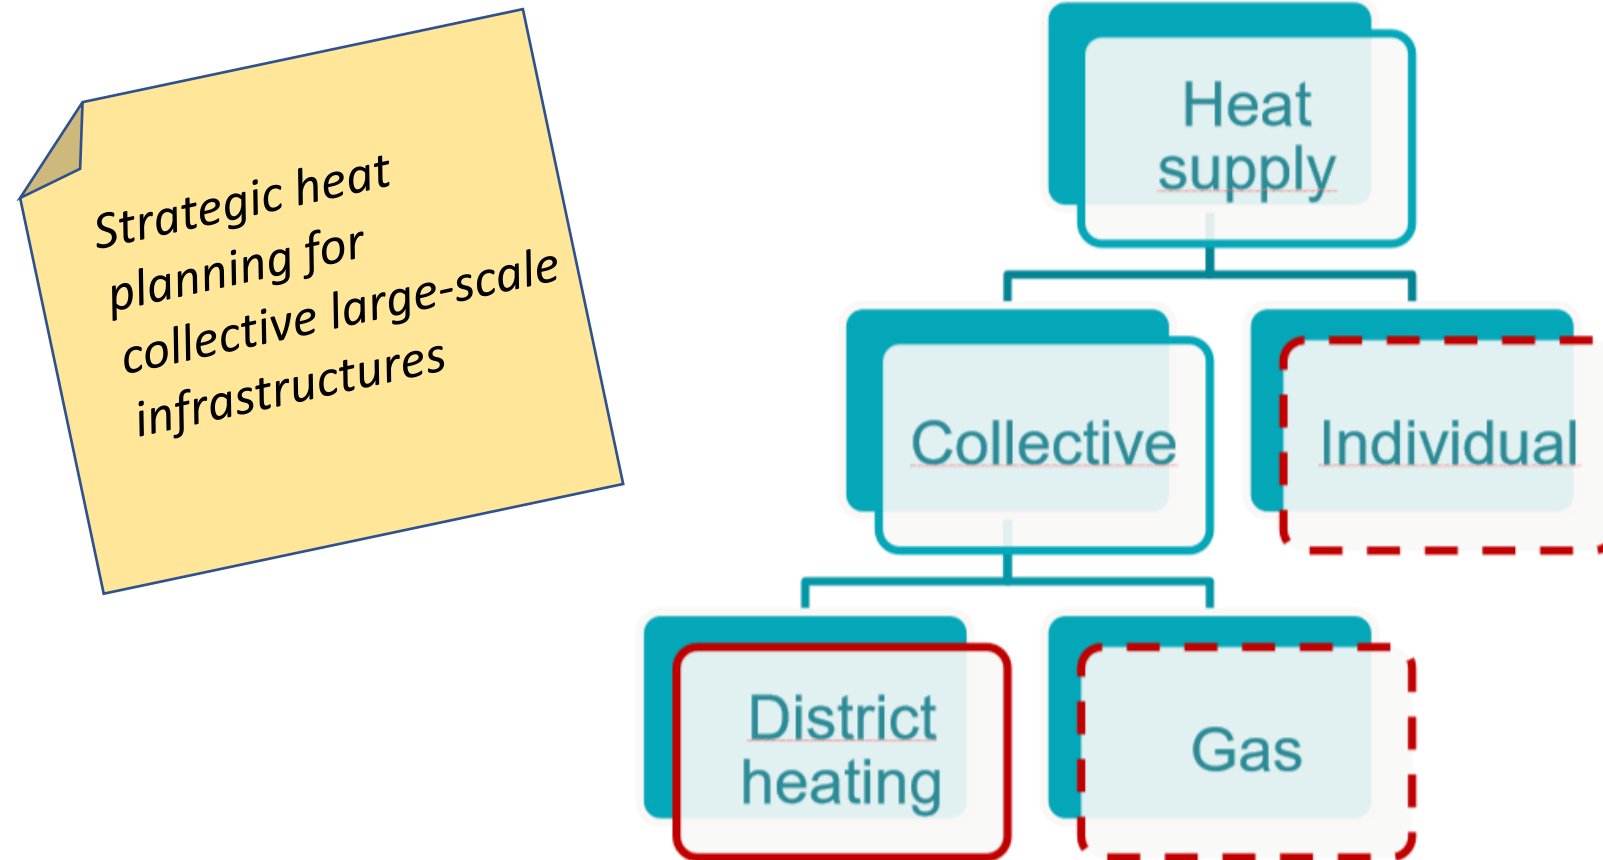 Strategic heat
planning for
collective large-scale
infrastructures
Heat
supply
Collective
Individual
District
heating
Gas